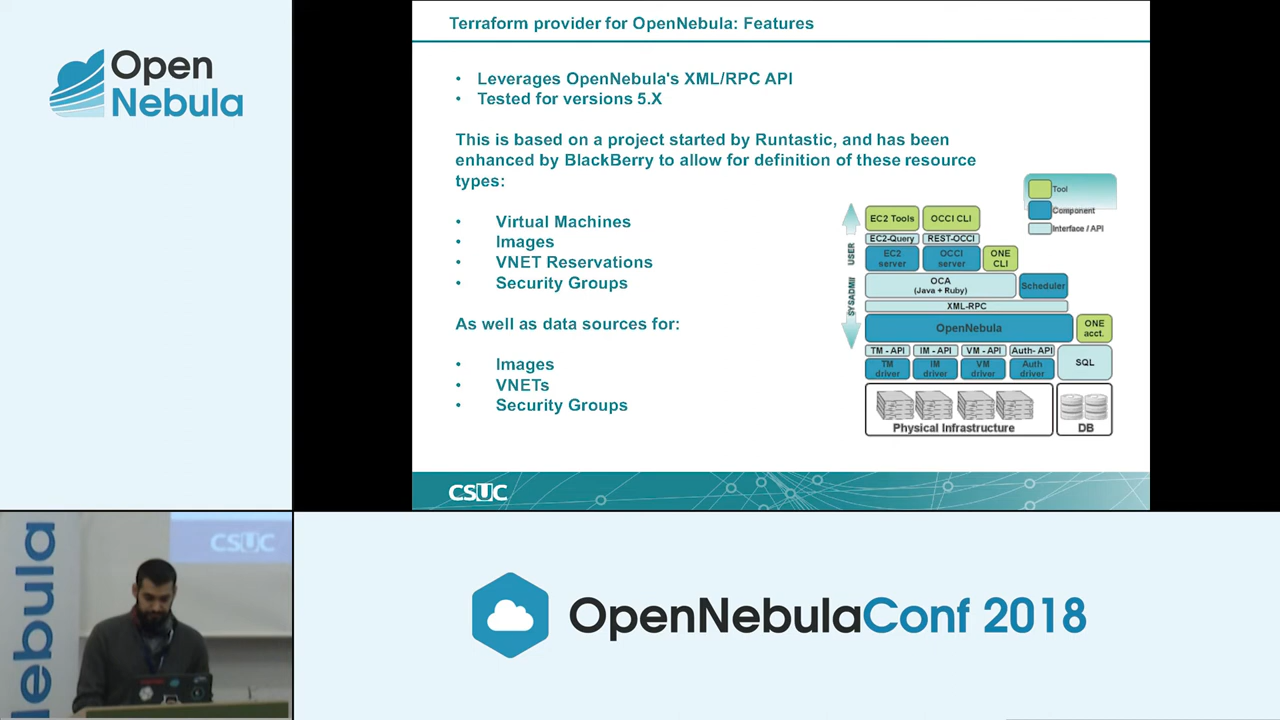 Open
Nebula
Terraform provider for OpenNebula: Features
• Leverages OpenNebula's XML/RPC API
• Tested for versions 5.X
This is based on a project started by Runtastic, and has been
enhanced by BlackBerry to allow for definition of these resource
types:
• Virtual Machines
• Images
• VNET Reservations
• Security Groups
As well as data sources for:
• Images
• VNETs
• Security Groups
Tool
Component
Interface / API
USER
SYSADMIN
EC2 Tools
OCCI CLI
EC2-Query
REST-OCCI
EC2
server
OCCI
server
ONE
CLI
OCA
(Java + Ruby)
Scheduler
XML-RPC
OpenNebula
ONE
acct.
TM - API
IM - API
VM - API
Auth- API
TM
driver
IM
driver
VM
driver
Auth
driver
SQL
Physical Infrastructure
DB
CSUC
nebula
CSUC
OpenNebulaConf 2018